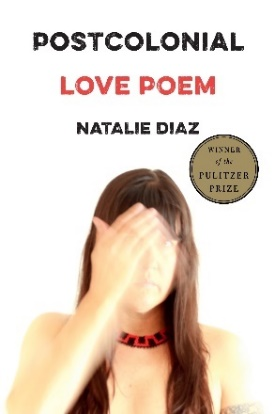 POSTCOLONIAL
LOVE POEM
NATALIE DIAZ
WINNER
of the
PULITZER
PRIZE